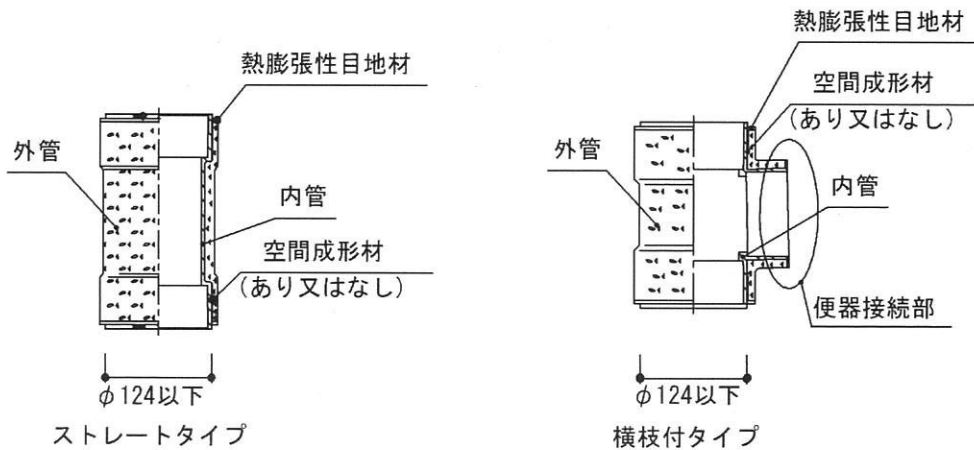 熱膨張性目地材
外管
内管
空間成形材
(あり又はなし)
φ124以下
ストレートタイプ
熱膨張性目地材
空間成形材
(あり又はなし)
外管
内管
便器接続部
φ124以下
横枝付タイプ